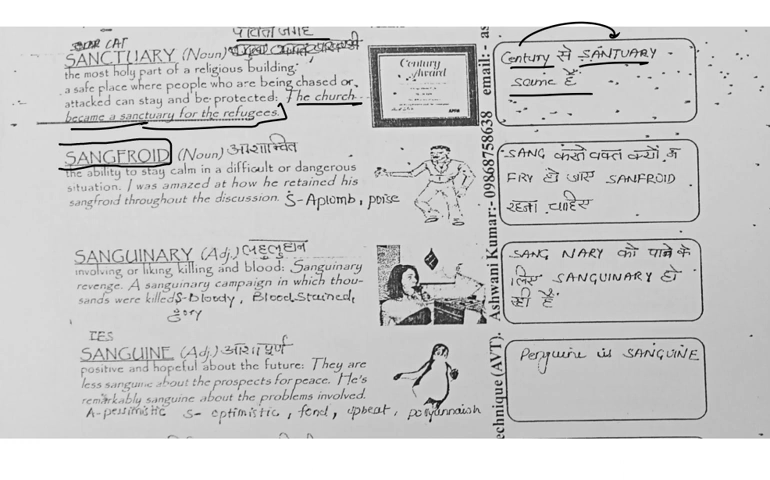 पवित्र जगह
CAT
SANCTUARY (Noun)
the most holy part of a religious building;
a safe place where people who are being chased or
attacked can stay and be protected: The church
became a sanctuary for the refugees.
Century
Award
Century से SANTUARY
same है
SANGFROID (Noun)
the ability to stay calm in a difficult or dangerous
situation. I was amazed at how he retained his
sangfroid throughout the discussion. S-Aplomb, poise
SANG करते वक्त क्यों न
FRY हो जाए SANFROID
रहना चाहिए
SANGUINARY (Adj.) लहुलुहान
involving or liking killing and blood: Sanguinary
revenge. A sanguinary campaign in which thou-
sands were killed S-bloody, Blood stained,
gory
SANG NARY को पाने के
लिए SANGUINARY हो
रही है
SANGUINE (Adj.) आशा पूर्ण
positive and hopeful about the future: They are
less sanguine about the prospects for peace. He's
remarkably sanguine about the problems involved.
A-pessimistic S- optimistic, fond, upbeat, pollyannaish
Penguine is SANGUINE
echnique (AVT). Ashwani Kumar:- 09868758638 email:- as